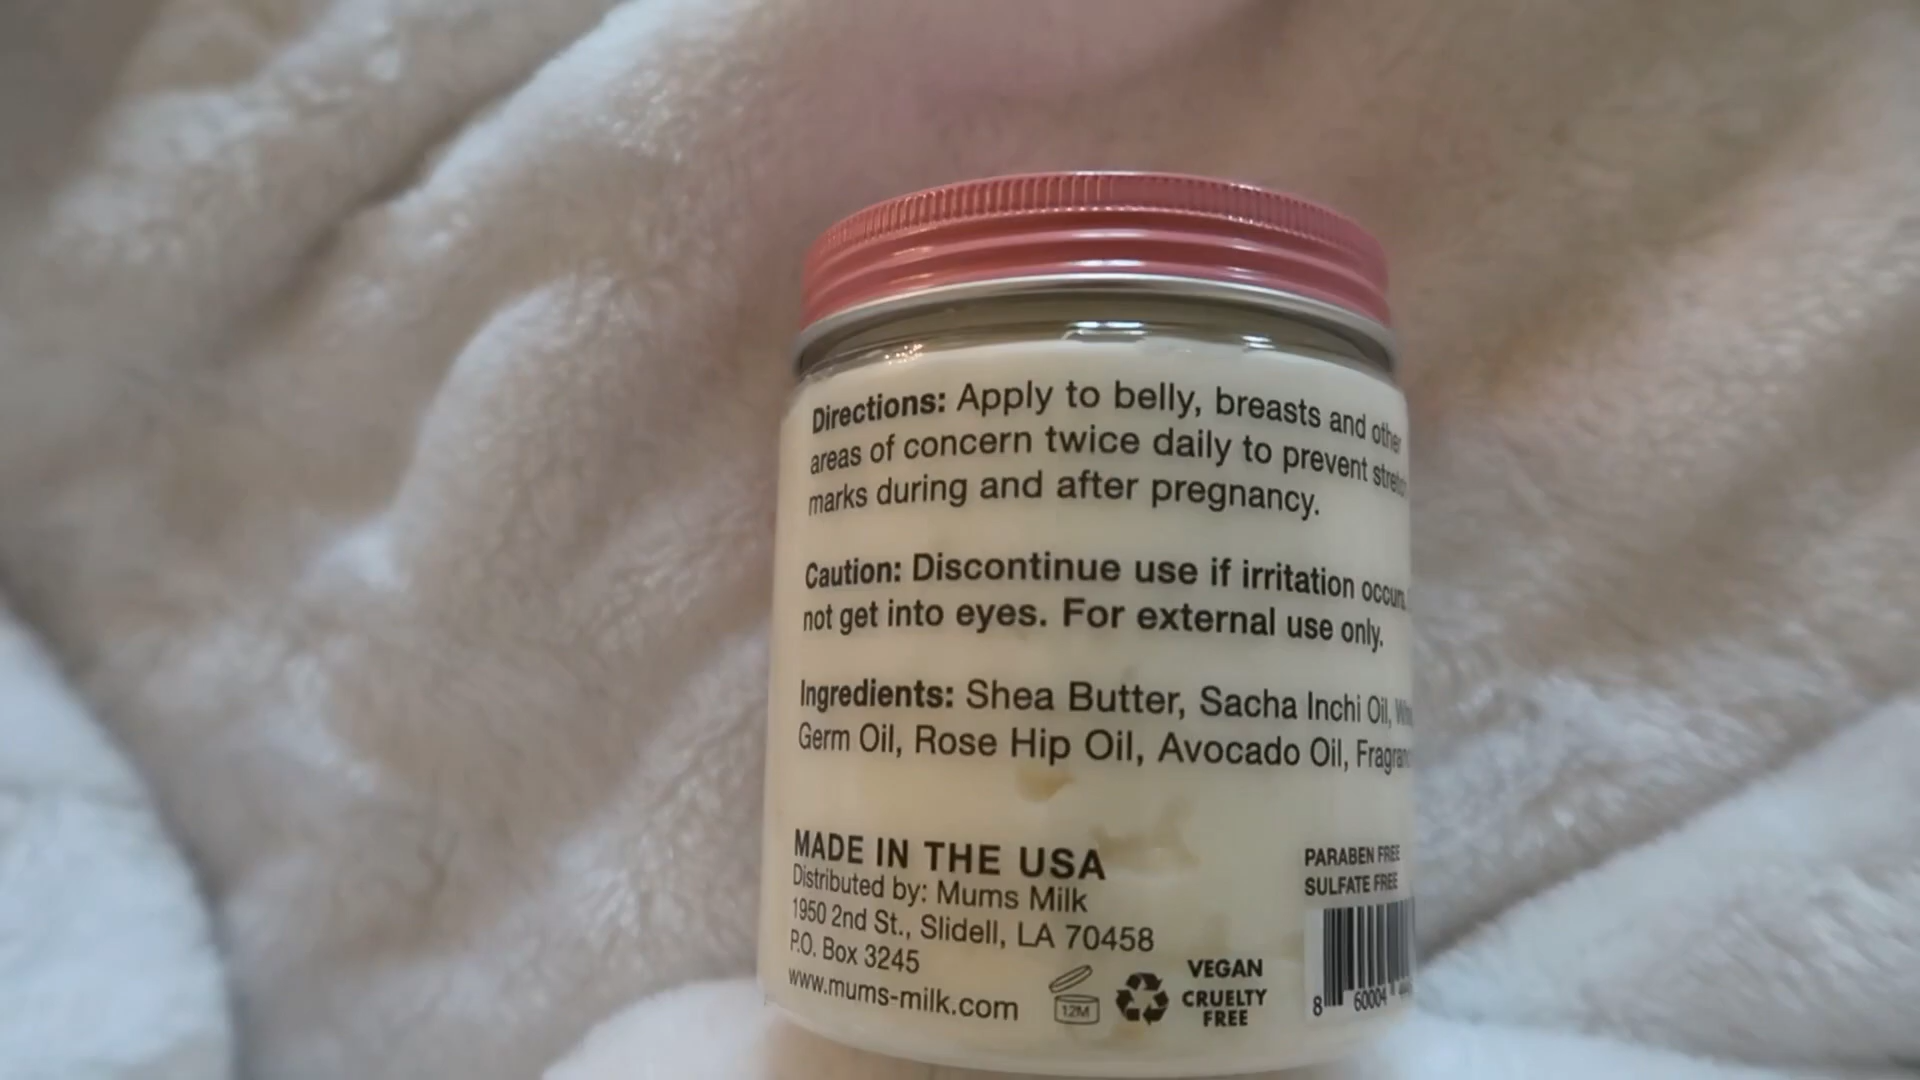 Directions: Apply to belly, breasts and other
areas of concern twice daily to prevent stretch
marks during and after pregnancy.
Caution: Discontinue use if irritation occurs.
not get into eyes. For external use only.
Ingredients: Shea Butter, Sacha Inchi Oil,
Germ Oil, Rose Hip Oil, Avocado Oil,
MADE IN THE USA
Distributed by: Mums Milk
1950 2nd St., Slidell, LA 70458
P.O. Box 3245
www.mums-milk.com
12M
VEGAN
CRUELTY
FREE
PARABEN FREE
SULFATE FREE
8 60004